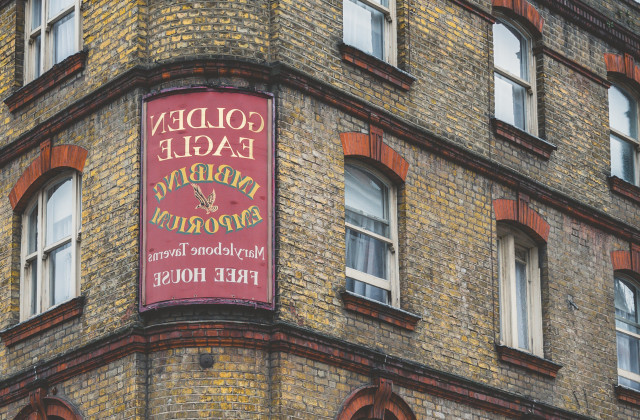 GOLDEN
EAGLE
IMBIBING
EMPORIUM
Marylebone Taverns
FREE HOUSE